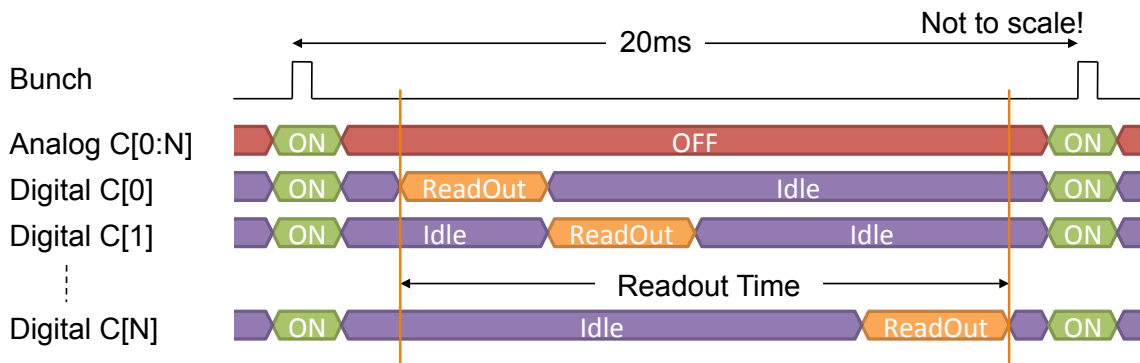 Not to scale!
20ms
Bunch
Analog C[0:N] ON OFF ON
Digital C[0] ON ReadOut Idle ON
Digital C[1] ON Idle ReadOut Idle ON
Readout Time
Digital C[N] ON Idle ReadOut ON